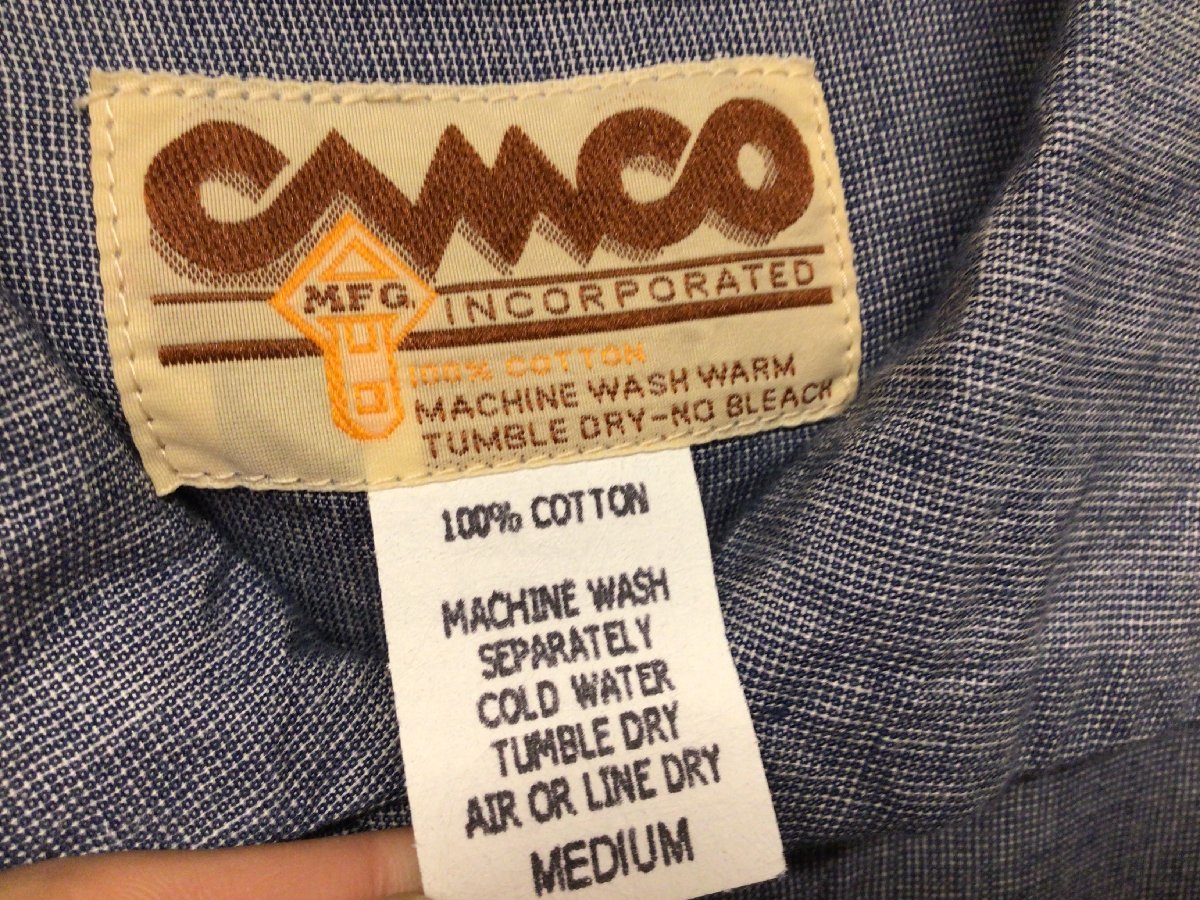 CAMCO
MFG.
INCORPORATED
100% COTTON
MACHINE WASH WARM
TUMBLE DRY-NO BLEACH
100% COTTON
MACHINE WASH
SEPARATELY
COLD WATER
TUMBLE DRY
AIR OR LINE DRY
MEDIUM